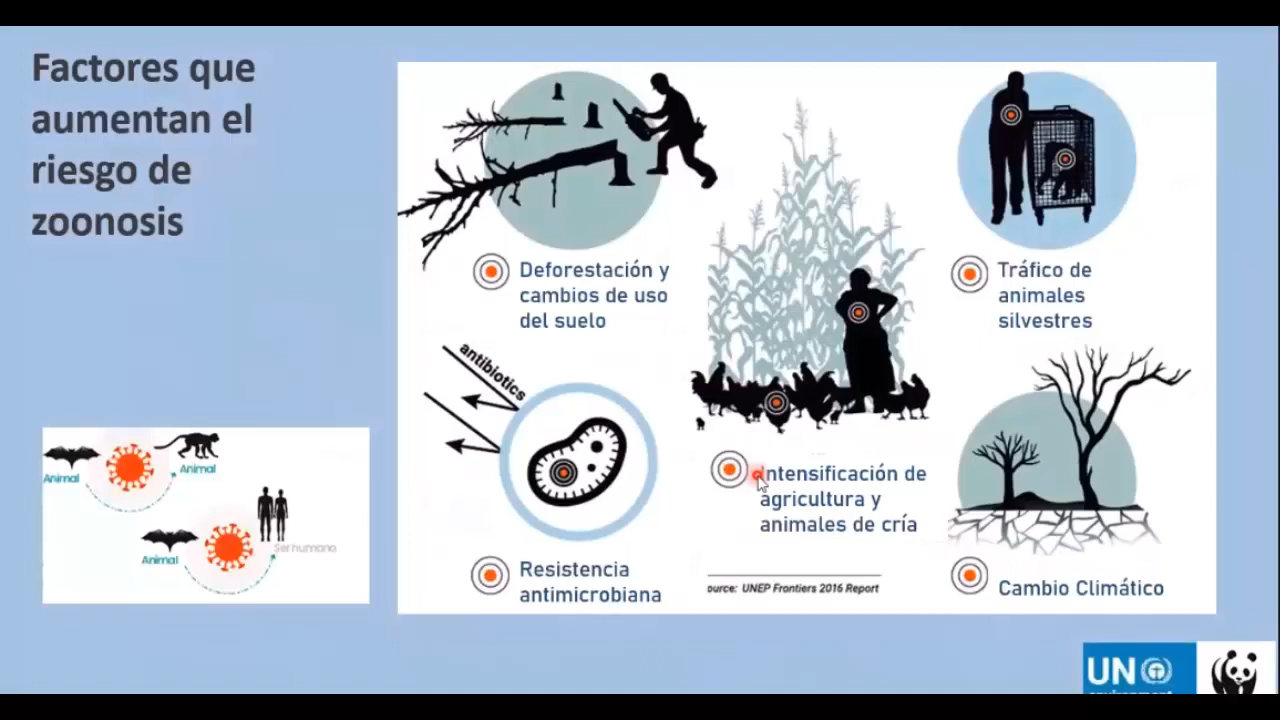 Factores que
aumentan el
riesgo de
zoonosis
Deforestación y
cambios de uso
del suelo
Tráfico de
animales
silvestres
antibiotics
Intensificación de
agricultura y
animales de cría
Resistencia
antimicrobiana
ource: UNEP Frontiers 2016 Report
Cambio Climático
Animal
Animal
Animal
Ser humano
UN
environment